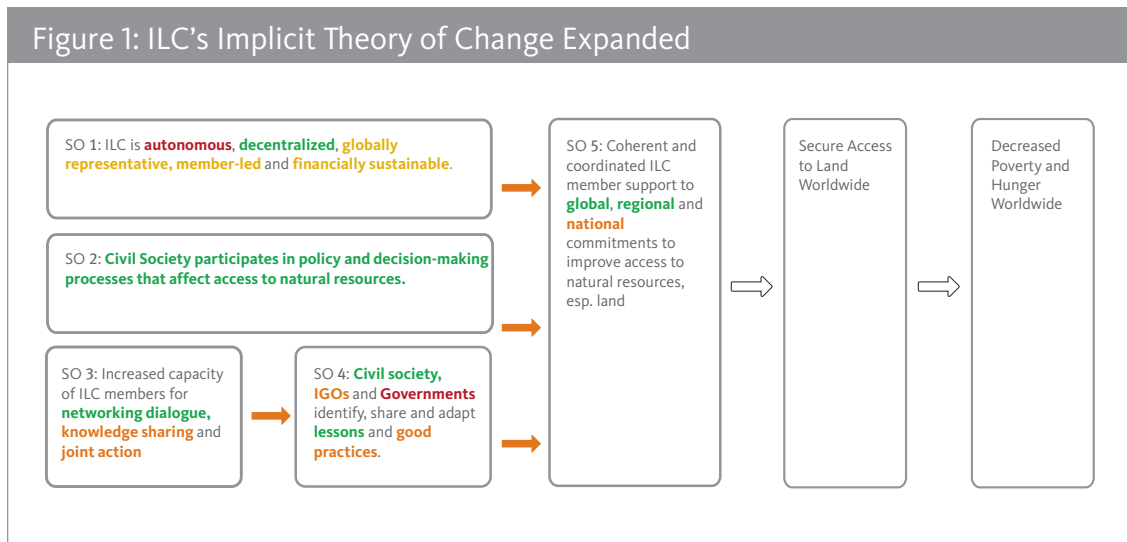 Figure 1: ILC's Implicit Theory of Change Expanded
SO 1: ILC is autonomous, decentralized, globally
representative, member-led and financially sustainable.
SO 2: Civil Society participates in policy and decision-making
processes that affect access to natural resources.
SO 3: Increased capacity
of ILC members for
networking dialogue,
knowledge sharing and
joint action
SO 4: Civil society,
IGOs and Governments
identify, share and adapt
lessons and good
practices.
SO 5: Coherent and
coordinated ILC
member support to
global, regional and
national
commitments to
improve access to
natural resources,
esp. land
Secure Access
to Land
Worldwide
Decreased
Poverty and
Hunger
Worldwide